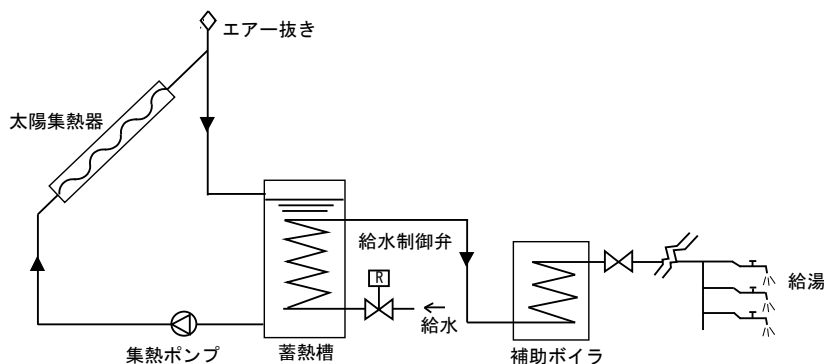 エアー抜き
太陽集熱器
給水制御弁
R
給水
給湯
集熱ポンプ
蓄熱槽
補助ボイラ